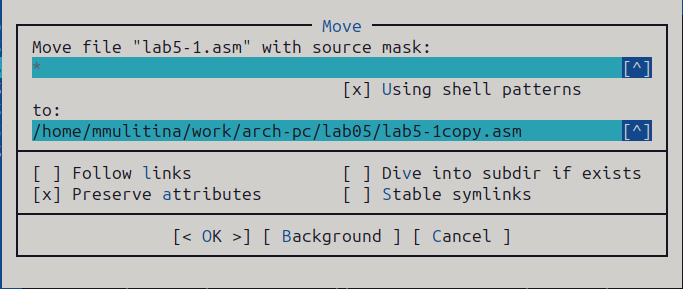 Move
Move file "lab5-1.asm" with source mask:
* [^]
[x] Using shell patterns
to:
/home/mmulitina/work/arch-pc/lab05/lab5-1copy.asm [^]
[ ] Follow links [ ] Dive into subdir if exists
[x] Preserve attributes [ ] Stable symlinks
[< OK >] [ Background ] [ Cancel ]